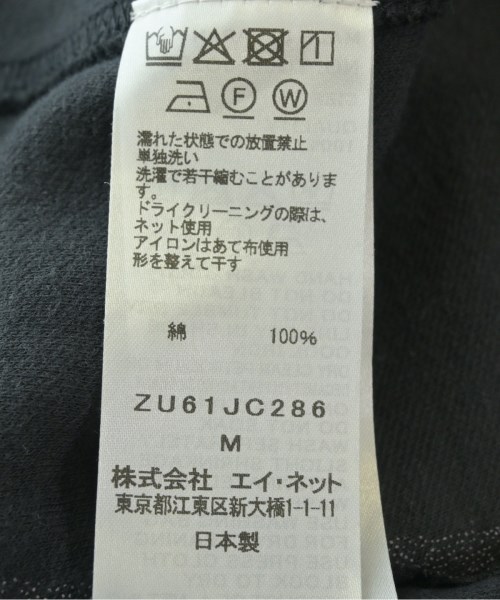 F W
濡れた状態での放置禁止
単独洗い
洗濯で若干縮むことがありま
す。
ドライクリーニングの際は、
ネット使用
アイロンはあて布使用
形を整えて干す
綿 100%
ZU61JC286
M
株式会社 エイ・ネット
東京都江東区新大橋1-1-11
日本製